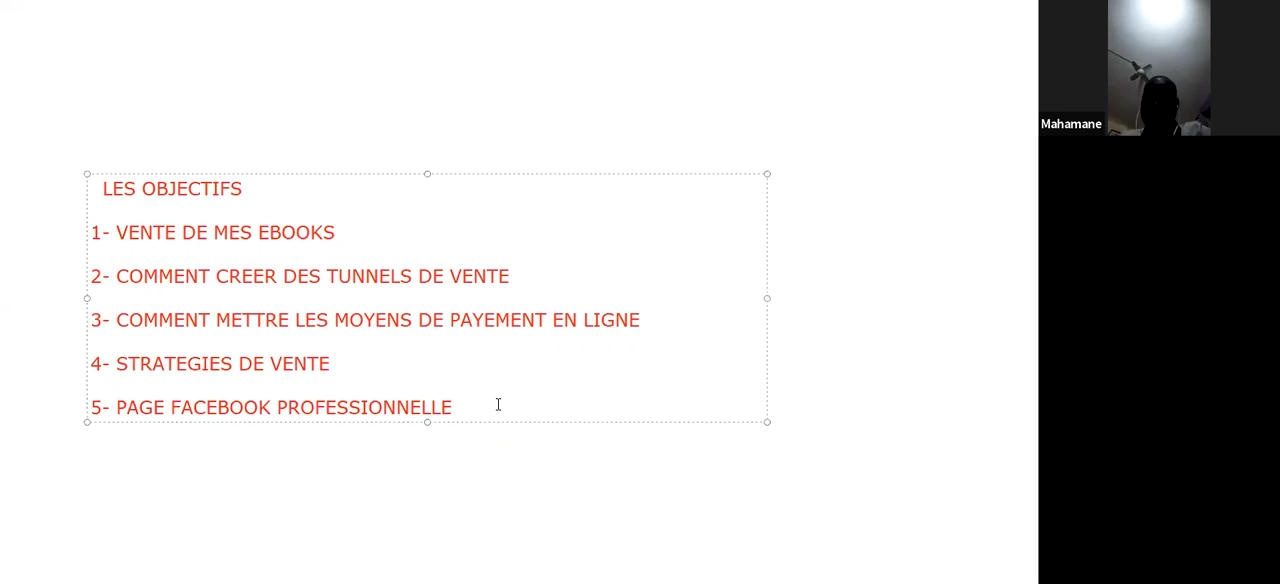 LES OBJECTIFS
1- VENTE DE MES EBOOKS
2- COMMENT CREER DES TUNNELS DE VENTE
3- COMMENT METTRE LES MOYENS DE PAYEMENT EN LIGNE
4- STRATEGIES DE VENTE
5- PAGE FACEBOOK PROFESSIONNELLE
Mahamane